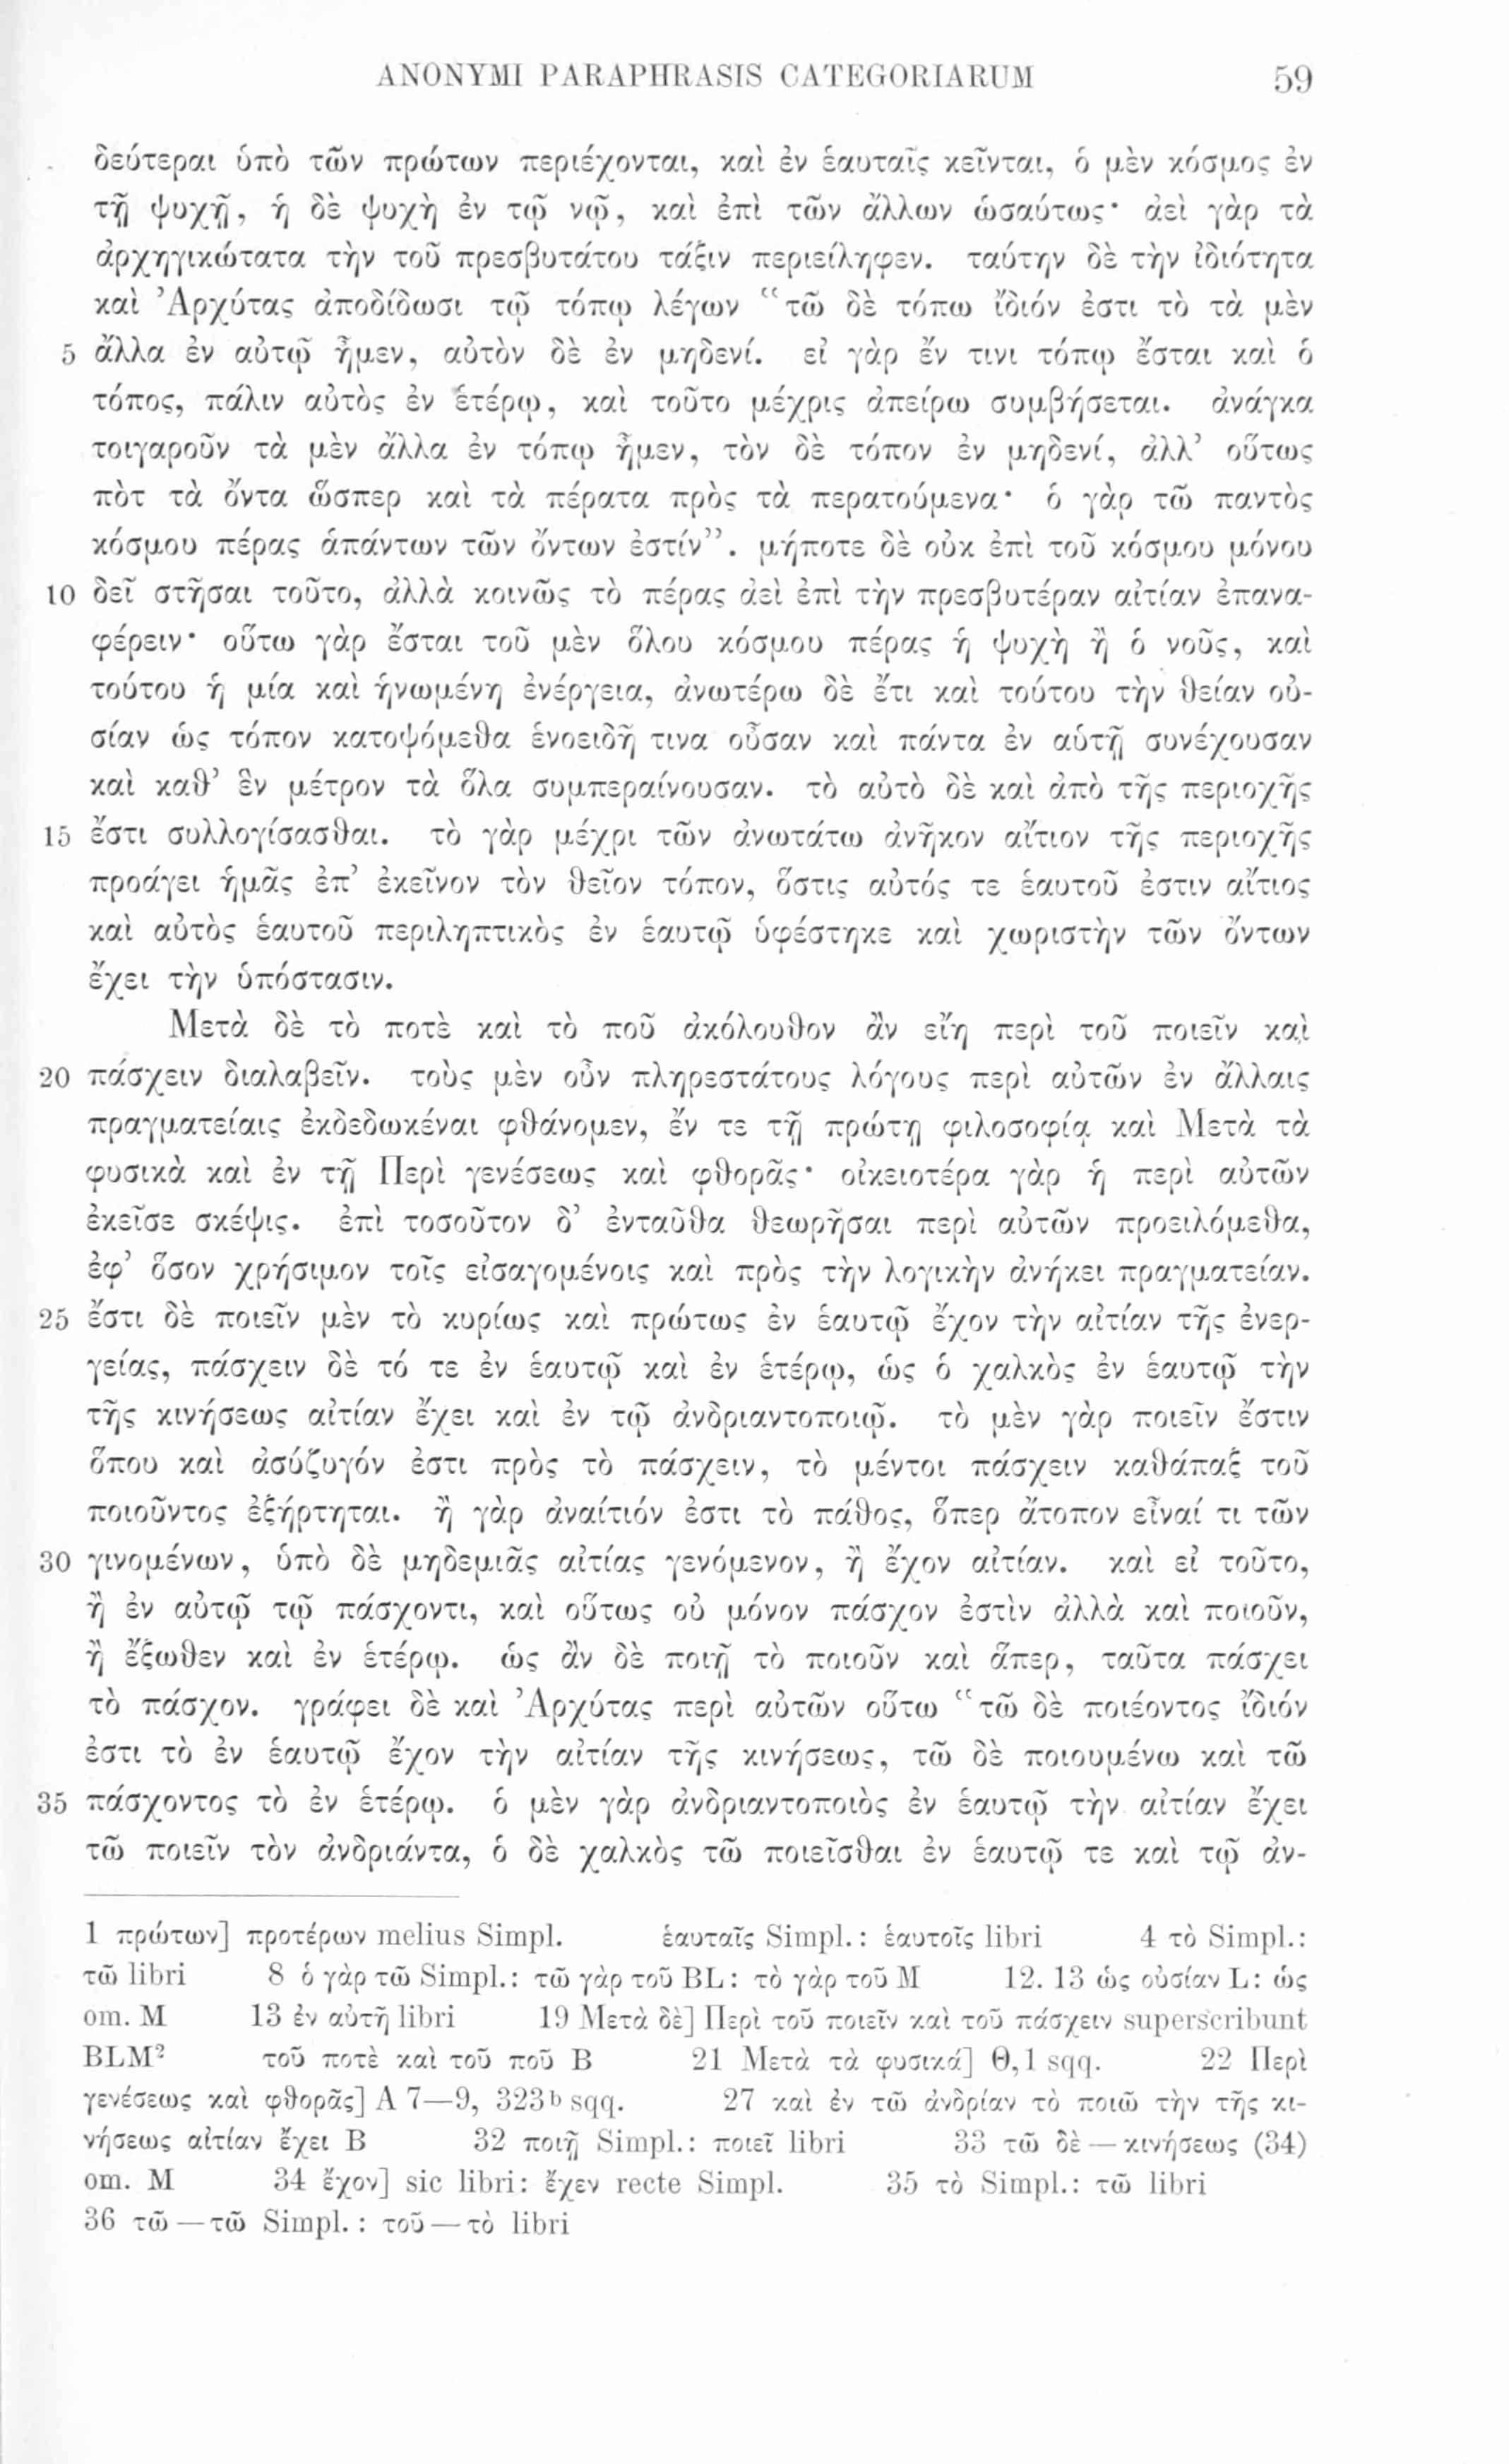 ANONYMI PARAPHRASIS CATEGORIARUM 59
δεύτεραι ὑπὸ τῶν πρώτων περιέχονται, καὶ ἐν ἑαυταῖς κεῖνται, ὁ μὲν κόσμος ἐν
τῇ ψυχῇ, ἡ δὲ ψυχὴ ἐν τῷ νῷ, καὶ ἐπὶ τῶν ἄλλων ὡσαύτως· ἀεὶ γὰρ τὰ
ἀρχηγικώτατα τὴν τοῦ πρεσβυτάτου τάξιν περιείληφεν. ταύτην δὲ τὴν ἰδιότητα
καὶ Ἀρχύτας ἀποδίδωσι τῷ τόπῳ λέγων “τῶ δὲ τόπω ἴδιόν ἐστι τὸ τὰ μὲν
5 ἄλλα ἐν αὐτῷ ἦμεν, αὐτὸν δὲ ἐν μηδενί. εἰ γὰρ ἔν τινι τόπῳ ἔσται καὶ ὁ
τόπος, πάλιν αὐτὸς ἐν ἑτέρῳ, καὶ τοῦτο μέχρις ἀπείρω συμβήσεται. ἀνάγκα
τοιγαροῦν τὰ μὲν ἄλλα ἐν τόπῳ ἦμεν, τὸν δὲ τόπον ἐν μηδενί, ἀλλ’ οὕτως
πὸτ τὰ ὄντα ὥσπερ καὶ τὰ πέρατα πρὸς τὰ περατούμενα· ὁ γὰρ τῶ παντὸς
κόσμου πέρας ἁπάντων τῶν ὄντων ἐστίν”. μήποτε δὲ οὐκ ἐπὶ τοῦ κόσμου μόνου
10 δεῖ στῆσαι τοῦτο, ἀλλὰ κοινῶς τὸ πέρας ἀεὶ ἐπὶ τὴν πρεσβυτέραν αἰτίαν ἐπανα-
φέρειν· οὕτω γὰρ ἔσται τοῦ μὲν ὅλου κόσμου πέρας ἡ ψυχὴ ἢ ὁ νοῦς, καὶ
τούτου ἡ μία καὶ ἡνωμένη ἐνέργεια, ἀνωτέρω δὲ ἔτι καὶ τούτου τὴν θείαν οὐ-
σίαν ὡς τόπον κατοψόμεθα ἑνοειδῆ τινα οὖσαν καὶ πάντα ἐν αὑτῇ συνέχουσαν
καὶ καθ’ ἓν μέτρον τὰ ὅλα συμπεραίνουσαν. τὸ αὐτὸ δὲ καὶ ἀπὸ τῆς περιοχῆς
15 ἔστι συλλογίσασθαι. τὸ γὰρ μέχρι τῶν ἀνωτάτω ἀνῆκον αἴτιον τῆς περιοχῆς
προάγει ἡμᾶς ἐπ’ ἐκεῖνον τὸν θεῖον τόπον, ὅστις αὐτός τε ἑαυτοῦ ἐστιν αἴτιος
καὶ αὐτὸς ἑαυτοῦ περιληπτικὸς ἐν ἑαυτῷ ὑφέστηκε καὶ χωριστὴν τῶν ὄντων
ἔχει τὴν ὑπόστασιν.
Μετὰ δὲ τὸ ποτὲ καὶ τὸ ποῦ ἀκόλουθον ἂν εἴη περὶ τοῦ ποιεῖν καὶ
20 πάσχειν διαλαβεῖν. τοὺς μὲν οὖν πληρεστάτους λόγους περὶ αὐτῶν ἐν ἄλλαις
πραγματείαις ἐκδεδωκέναι φθάνομεν, ἔν τε τῇ πρώτῃ φιλοσοφίᾳ καὶ Μετὰ τὰ
φυσικὰ καὶ ἐν τῇ Περὶ γενέσεως καὶ φθορᾶς· οἰκειοτέρα γὰρ ἡ περὶ αὐτῶν
ἐκεῖσε σκέψις. ἐπὶ τοσοῦτον δ’ ἐνταῦθα θεωρῆσαι περὶ αὐτῶν προειλόμεθα,
ἐφ’ ὅσον χρήσιμον τοῖς εἰσαγομένοις καὶ πρὸς τὴν λογικὴν ἀνήκει πραγματείαν.
25 ἔστι δὲ ποιεῖν μὲν τὸ κυρίως καὶ πρώτως ἐν ἑαυτῷ ἔχον τὴν αἰτίαν τῆς ἐνερ-
γείας, πάσχειν δὲ τό τε ἐν ἑαυτῷ καὶ ἐν ἑτέρῳ, ὡς ὁ χαλκὸς ἐν ἑαυτῷ τὴν
τῆς κινήσεως αἰτίαν ἔχει καὶ ἐν τῷ ἀνδριαντοποιῷ. τὸ μὲν γὰρ ποιεῖν ἔστιν
ὅπου καὶ ἀσύζυγόν ἐστι πρὸς τὸ πάσχειν, τὸ μέντοι πάσχειν καθάπαξ τοῦ
ποιοῦντος ἐξήρτηται. ἢ γὰρ ἀναίτιόν ἐστι τὸ πάθος, ὅπερ ἄτοπον εἶναί τι τῶν
30 γινομένων, ὑπὸ δὲ μηδεμιᾶς αἰτίας γενόμενον, ἢ ἔχον αἰτίαν. καὶ εἰ τοῦτο,
ἢ ἐν αὐτῷ τῷ πάσχοντι, καὶ οὕτως οὐ μόνον πάσχον ἐστὶν ἀλλὰ καὶ ποιοῦν,
ἢ ἔξωθεν καὶ ἐν ἑτέρῳ. ὡς ἂν δὲ ποιῇ τὸ ποιοῦν καὶ ἅπερ, ταῦτα πάσχει
τὸ πάσχον. γράφει δὲ καὶ Ἀρχύτας περὶ αὐτῶν οὕτω “τῶ δὲ ποιέοντος ἴδιόν
ἐστι τὸ ἐν ἑαυτῷ ἔχον τὴν αἰτίαν τῆς κινήσεως, τῶ δὲ ποιουμένω καὶ τῶ
35 πάσχοντος τὸ ἐν ἑτέρῳ. ὁ μὲν γὰρ ἀνδριαντοποιὸς ἐν ἑαυτῷ τὴν αἰτίαν ἔχει
τῶ ποιεῖν τὸν ἀνδριάντα, ὁ δὲ χαλκὸς τῶ ποιεῖσθαι ἐν ἑαυτῷ τε καὶ τῷ ἀν-
1 πρώτων] προτέρων melius Simpl. ἑαυταῖς Simpl.: ἑαυτοῖς libri 4 τὸ Simpl.:
τῶ libri 8 ὁ γὰρ τῶ Simpl.: τῶ γὰρ τοῦ BL: τὸ γὰρ τοῦ M 12. 13 ὡς οὐσίαν L: ὡς
om. M 13 ἐν αὐτῇ libri 19 Μετὰ δὲ] Περὶ τοῦ ποιεῖν καὶ τοῦ πάσχειν superscribunt
BLM² τοῦ ποτὲ καὶ τοῦ ποῦ B 21 Μετὰ τὰ φυσικά] Θ,1 sqq. 22 Περὶ
γενέσεως καὶ φθορᾶς] A 7—9, 323ᵇ sqq. 27 καὶ ἐν τῶ ἀνδρίαν τὸ ποιῶ τὴν τῆς κι-
νήσεως αἰτίαν ἔχει B 32 ποιῇ Simpl.: ποιεῖ libri 33 τῶ δὲ — κινήσεως (34)
om. M 34 ἔχον] sic libri: ἔχεν recte Simpl. 35 τὸ Simpl.: τῶ libri
36 τῶ — τῶ Simpl.: τοῦ — τὸ libri